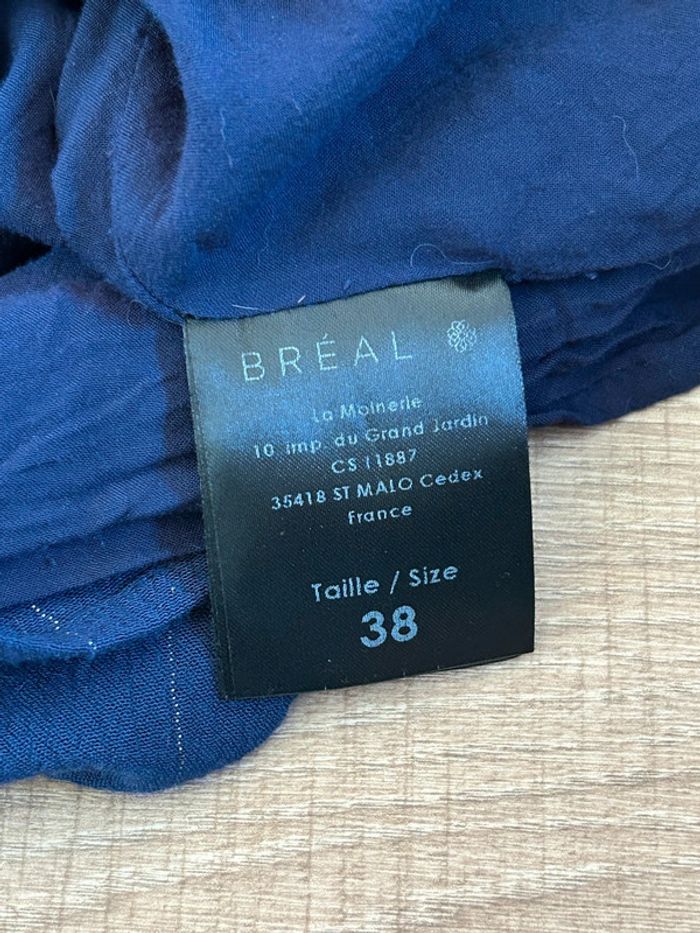 BRÉAL
La Moinerie
10 imp. du Grand Jardin
CS 11887
35418 ST MALO Cedex
France
Taille / Size
38